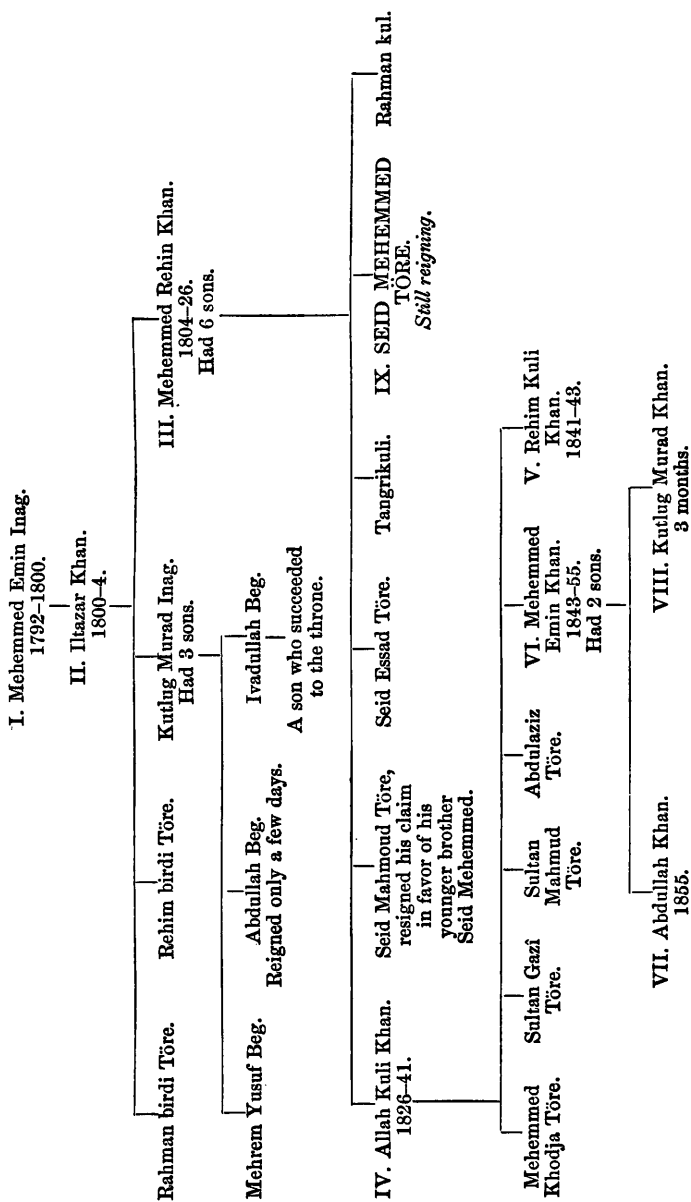 I. Mehemmed Emin Inag.
1792–1800.
II. Iltazar Khan.
1800–4.
Rahman birdi Töre.
Rehim birdi Töre.
Kutlug Murad Inag.
Had 3 sons.
III. Mehemmed Rehin Khan.
1804–26.
Had 6 sons.
Mehrem Yusuf Beg.
Abdullah Beg.
Reigned only a few days.
Ivadullah Beg.
A son who succeeded
to the throne.
IV. Allah Kuli Khan.
1826–41.
Seid Mahmoud Töre,
resigned his claim
in favor of his
younger brother
Seid Mehemmed.
Seid Essad Töre.
Tangrikuli.
IX. SEID MEHEMMED
TÖRE.
Still reigning.
Rahman kul.
Mehemmed
Khodja Töre.
Sultan Gazi
Töre.
Sultan
Mahmud
Töre.
Abdulaziz
Töre.
VI. Mehemmed
Emin Khan.
1843–55.
Had 2 sons.
V. Rehim Kuli
Khan.
1841–43.
VII. Abdullah Khan.
1855.
VIII. Kutlug Murad Khan.
3 months.